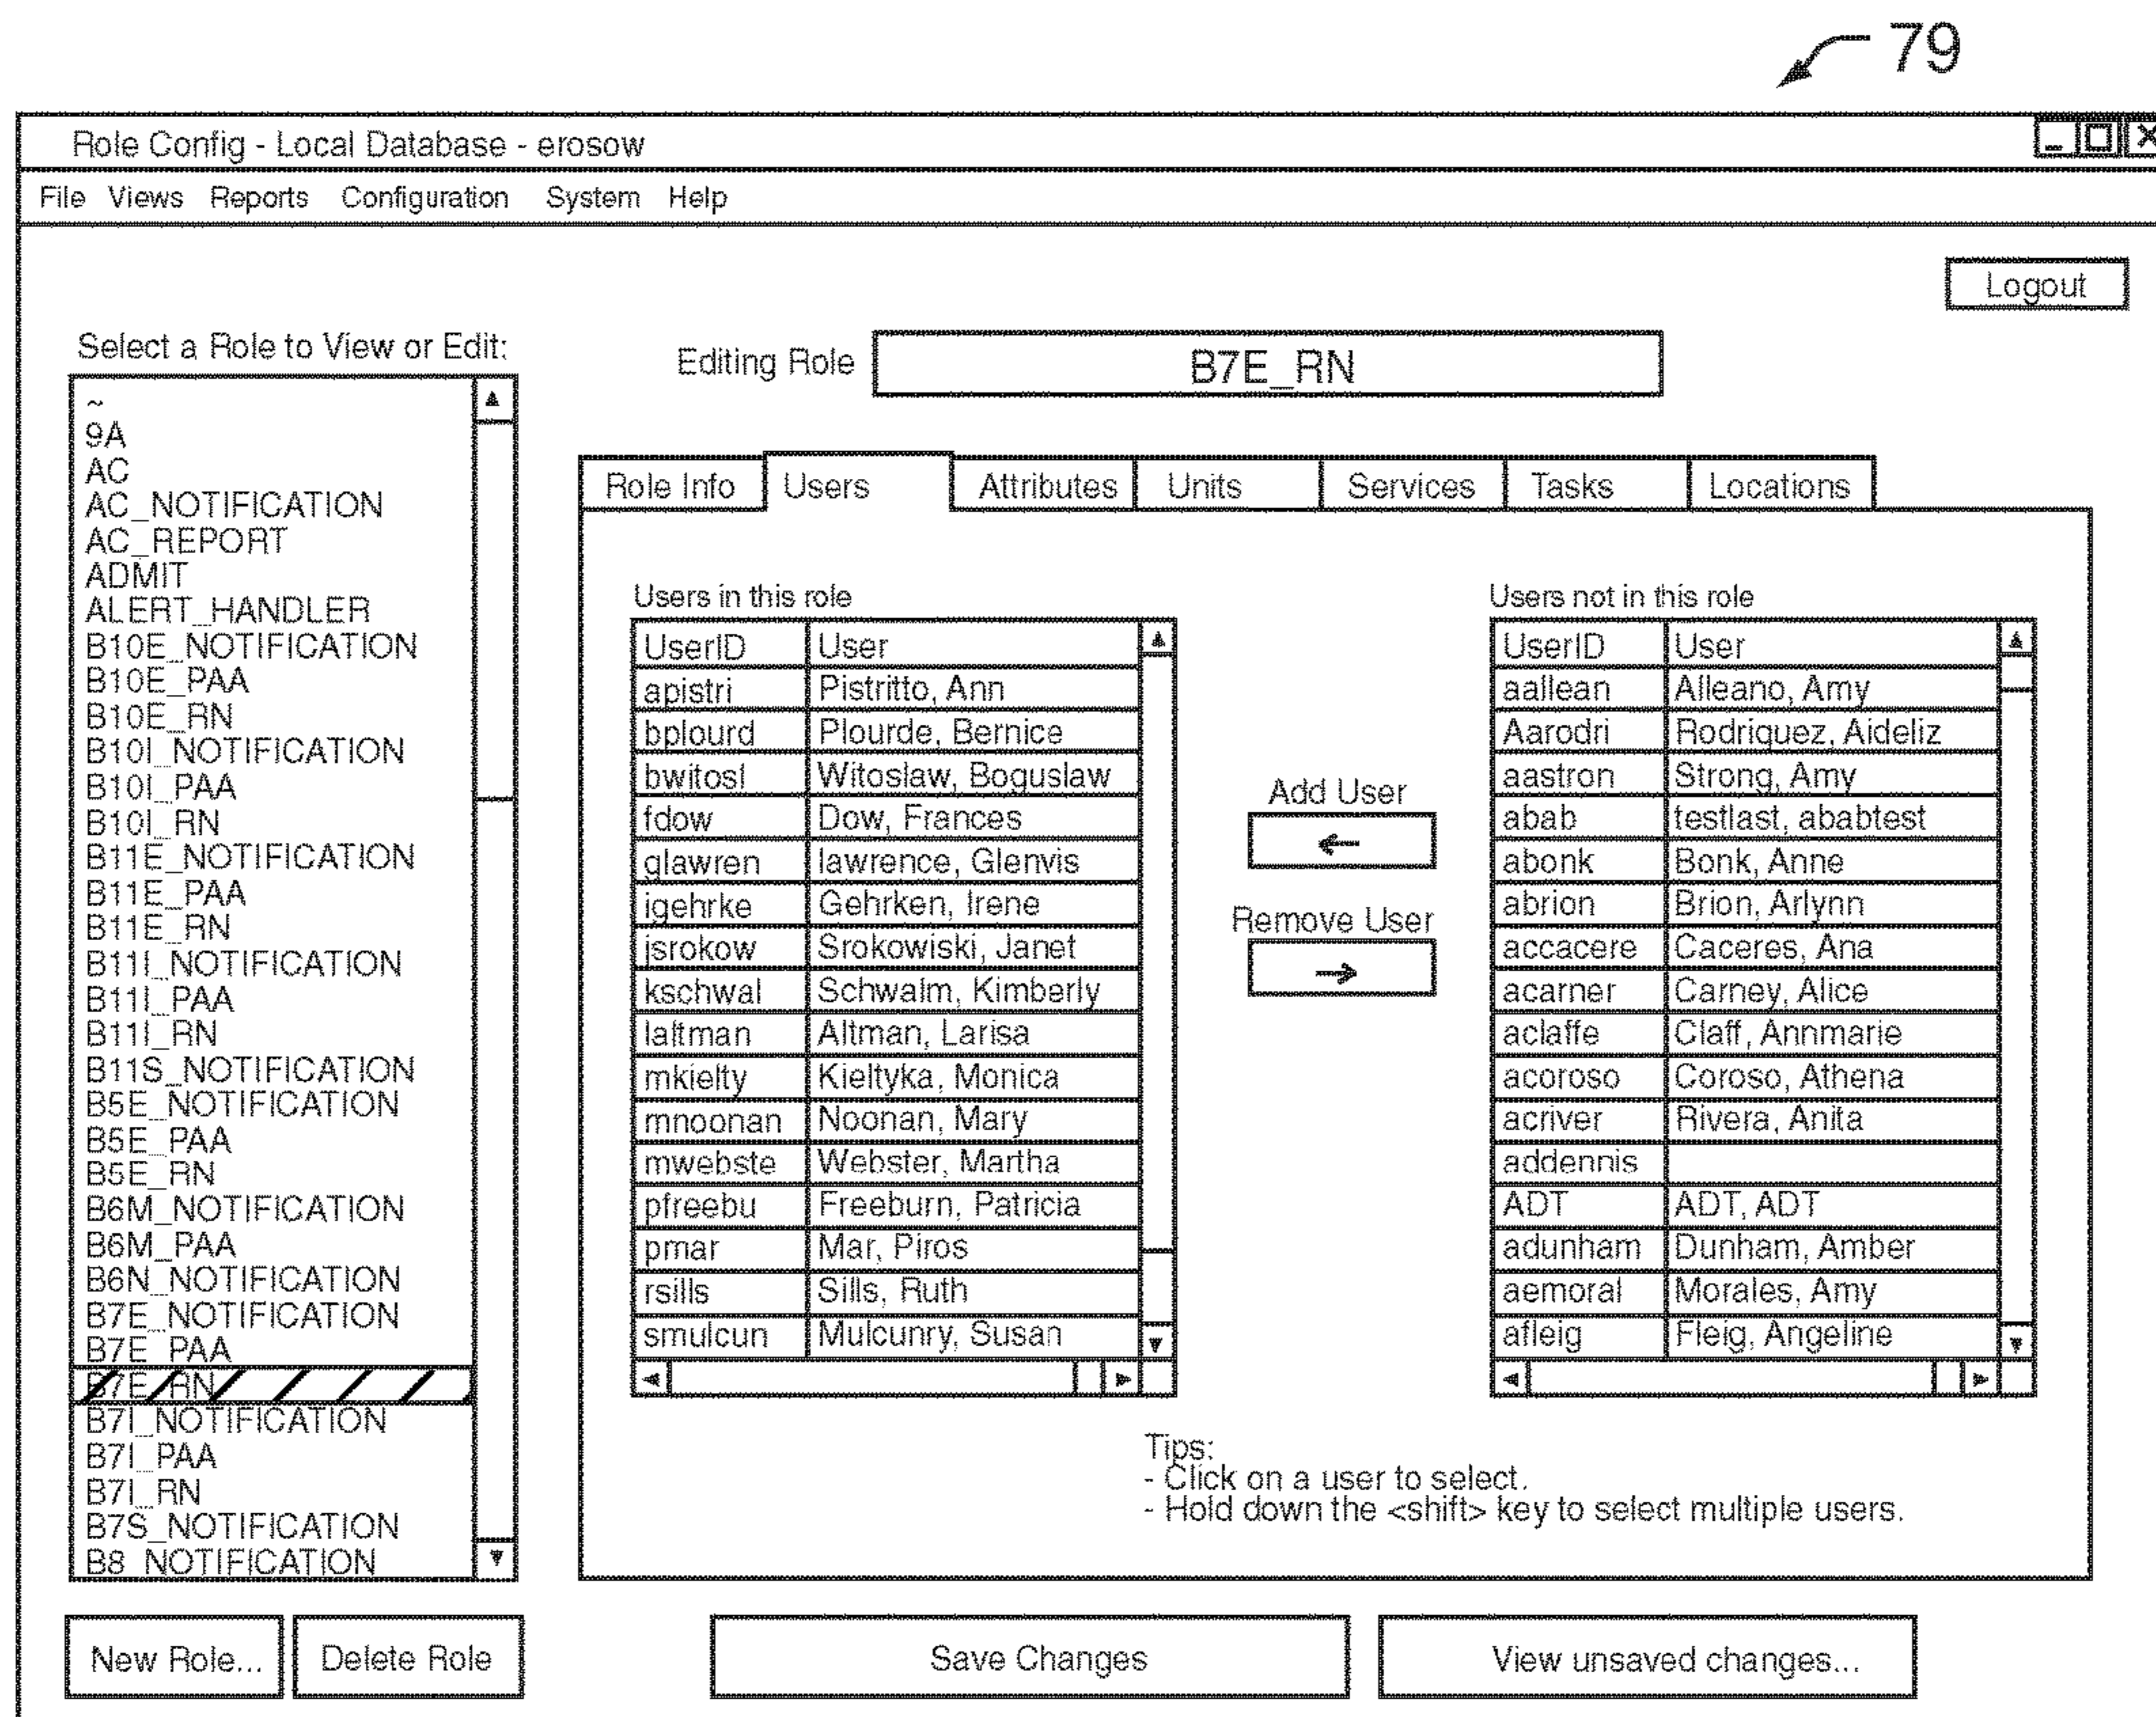 79
Role Config - Local Database - erosow
File Views Reports Configuration System Help
Logout
Select a Role to View or Edit:
~
9A
AC
AC_NOTIFICATION
AC_REPORT
ADMIT
ALERT_HANDLER
B10E_NOTIFICATION
B10E_PAA
B10E_RN
B10I_NOTIFICATION
B10I_PAA
B10I_RN
B11E_NOTIFICATION
B11E_PAA
B11E_RN
B11I_NOTIFICATION
B11I_PAA
B11I_RN
B11S_NOTIFICATION
B5E_NOTIFICATION
B5E_PAA
B5E_RN
B6M_NOTIFICATION
B6M_PAA
B6N_NOTIFICATION
B7E_NOTIFICATION
B7E_PAA
B7E_RN
B7I_NOTIFICATION
B7I_PAA
B7I_RN
B7S_NOTIFICATION
B8_NOTIFICATION
New Role...
Delete Role
Editing Role B7E_RN
Role Info Users Attributes Units Services Tasks Locations
Users in this role
UserID User
apistri Pistritto, Ann
bplourd Plourde, Bernice
bwitosl Witoslaw, Boguslaw
fdow Dow, Frances
glawren lawrence, Glenvis
igehrke Gehrken, Irene
jsrokow Srokowiski, Janet
kschwal Schwalm, Kimberly
laltman Altman, Larisa
mkielty Kieltyka, Monica
mnoonan Noonan, Mary
mwebste Webster, Martha
pfreebu Freeburn, Patricia
pmar Mar, Piros
rsills Sills, Ruth
smulcun Mulcunry, Susan
Add User
←
Remove User
→
Users not in this role
UserID User
aallean Alleano, Amy
Aarodri Rodriquez, Aideliz
aastron Strong, Amy
abab testlast, ababtest
abonk Bonk, Anne
abrion Brion, Arlynn
accacere Caceres, Ana
acarner Carney, Alice
aclaffe Claff, Annmarie
acoroso Coroso, Athena
acriver Rivera, Anita
addennis
ADT ADT, ADT
adunham Dunham, Amber
aemoral Morales, Amy
afleig Fleig, Angeline
Tips:
- Click on a user to select.
- Hold down the <shift> key to select multiple users.
Save Changes
View unsaved changes...